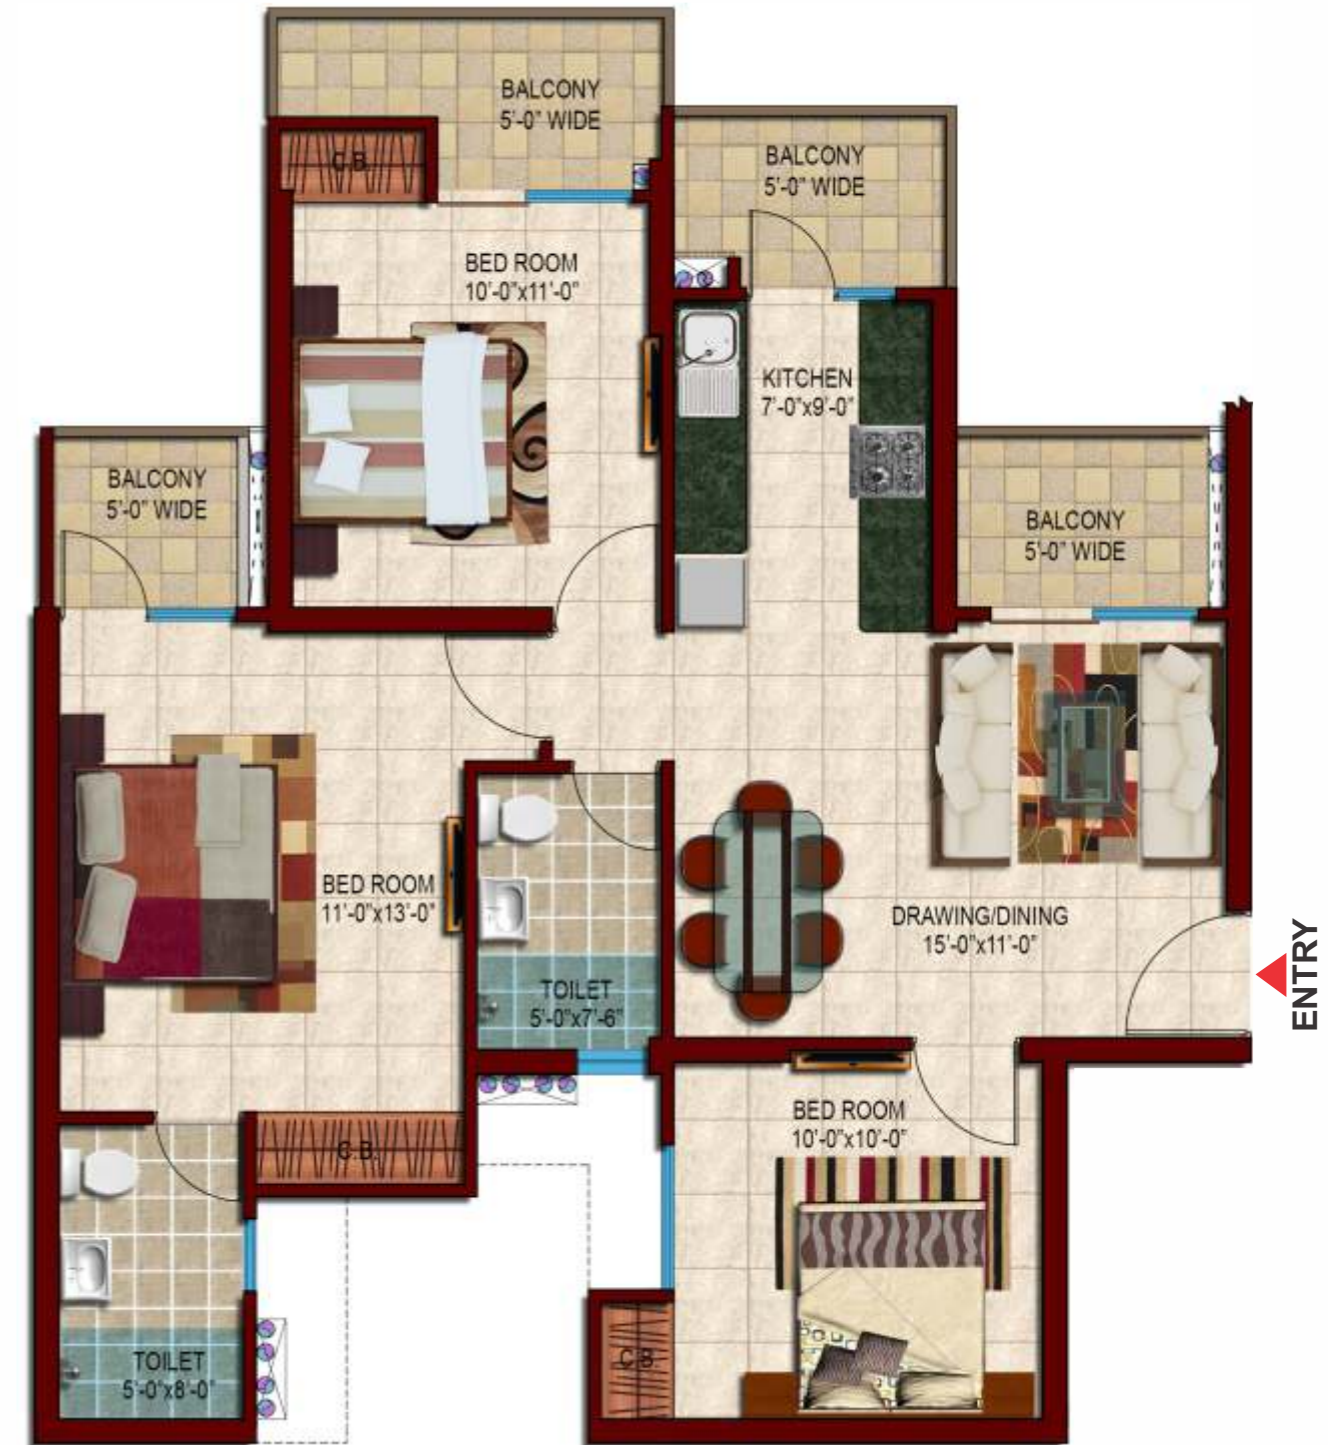 BALCONY
5'-0" WIDE
C.B.
BALCONY
5'-0" WIDE
BED ROOM
10'-0"x11'-0"
KITCHEN
7'-0"x9'-0"
BALCONY
5'-0" WIDE
BALCONY
5'-0" WIDE
BED ROOM
11'-0"x13'-0"
DRAWING/DINING
15'-0"x11'-0"
ENTRY
TOILET
5'-0"x7'-6"
BED ROOM
10'-0"x10'-0"
C.B.
TOILET
5'-0"x8'-0"
C.B.